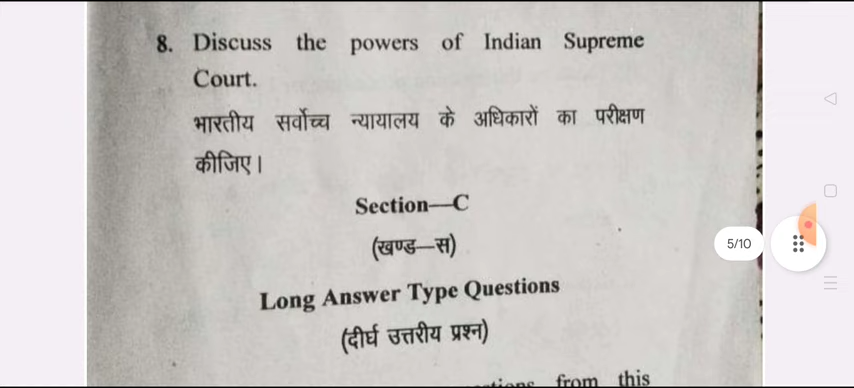 8. Discuss the powers of Indian Supreme
Court.
भारतीय सर्वोच्च न्यायालय के अधिकारों का परीक्षण
कीजिए।
Section—C
(खण्ड—स)
5/10
Long Answer Type Questions
(दीर्घ उत्तरीय प्रश्न)
from this